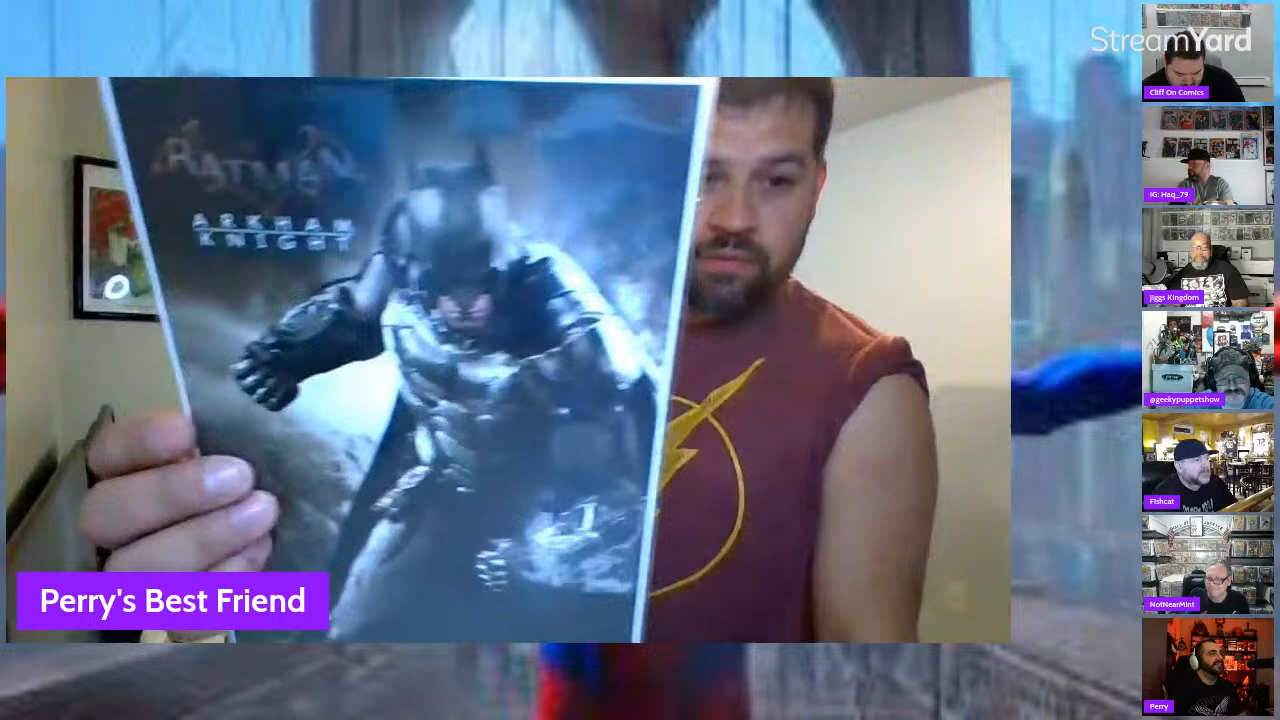 StreamYard
BATMAN
ARKHAM
KNIGHT
Perry's Best Friend
Cliff On Comics
IG: Haq_79
Jiggs Kingdom
@geekypuppetshow
Fishcat
NotNearMint
Perry